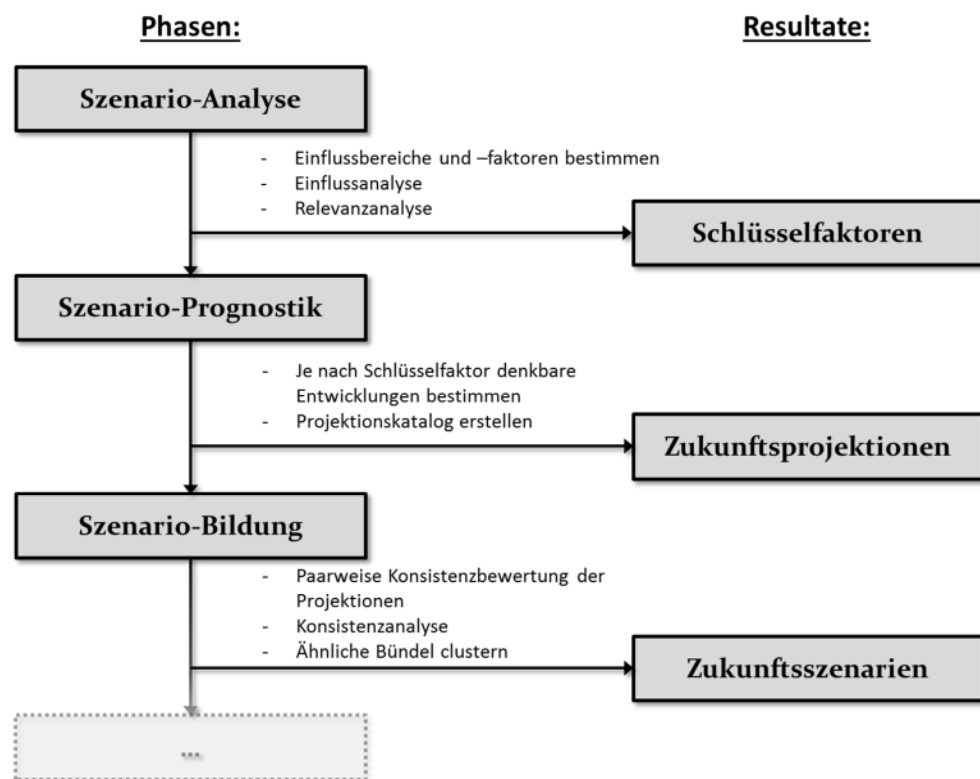 Phasen:
Resultate:
Szenario-Analyse
- Einflussbereiche und –faktoren bestimmen
- Einflussanalyse
- Relevanzanalyse
Schlüsselfaktoren
Szenario-Prognostik
- Je nach Schlüsselfaktor denkbare
Entwicklungen bestimmen
- Projektionskatalog erstellen
Zukunftsprojektionen
Szenario-Bildung
- Paarweise Konsistenzbewertung der
Projektionen
- Konsistenzanalyse
- Ähnliche Bündel clustern
Zukunftsszenarien
...